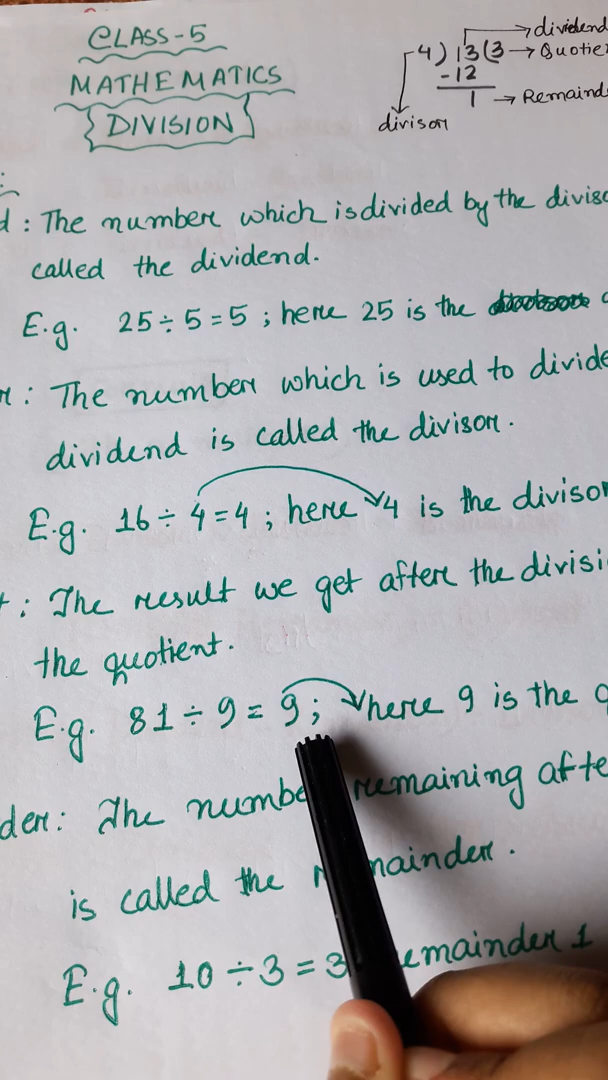 CLASS-5
MATHEMATICS
DIVISION
dividend
4) 13 (3 → Quotie
-12
1 → Remaind
divison
d : The number which is divided by the diviso
called the dividend.
E.g. 25 ÷ 5 = 5 ; here 25 is the
r : The number which is used to divide
dividend is called the divison.
E.g. 16 ÷ 4 = 4 ; here 4 is the divisor
t : The result we get after the divisi
the quotient.
E.g. 81 ÷ 9 = 9 ; here 9 is the q
der : The numbe remaining afte
is called the mainder.
E.g. 10 ÷ 3 = 3 emainder 1